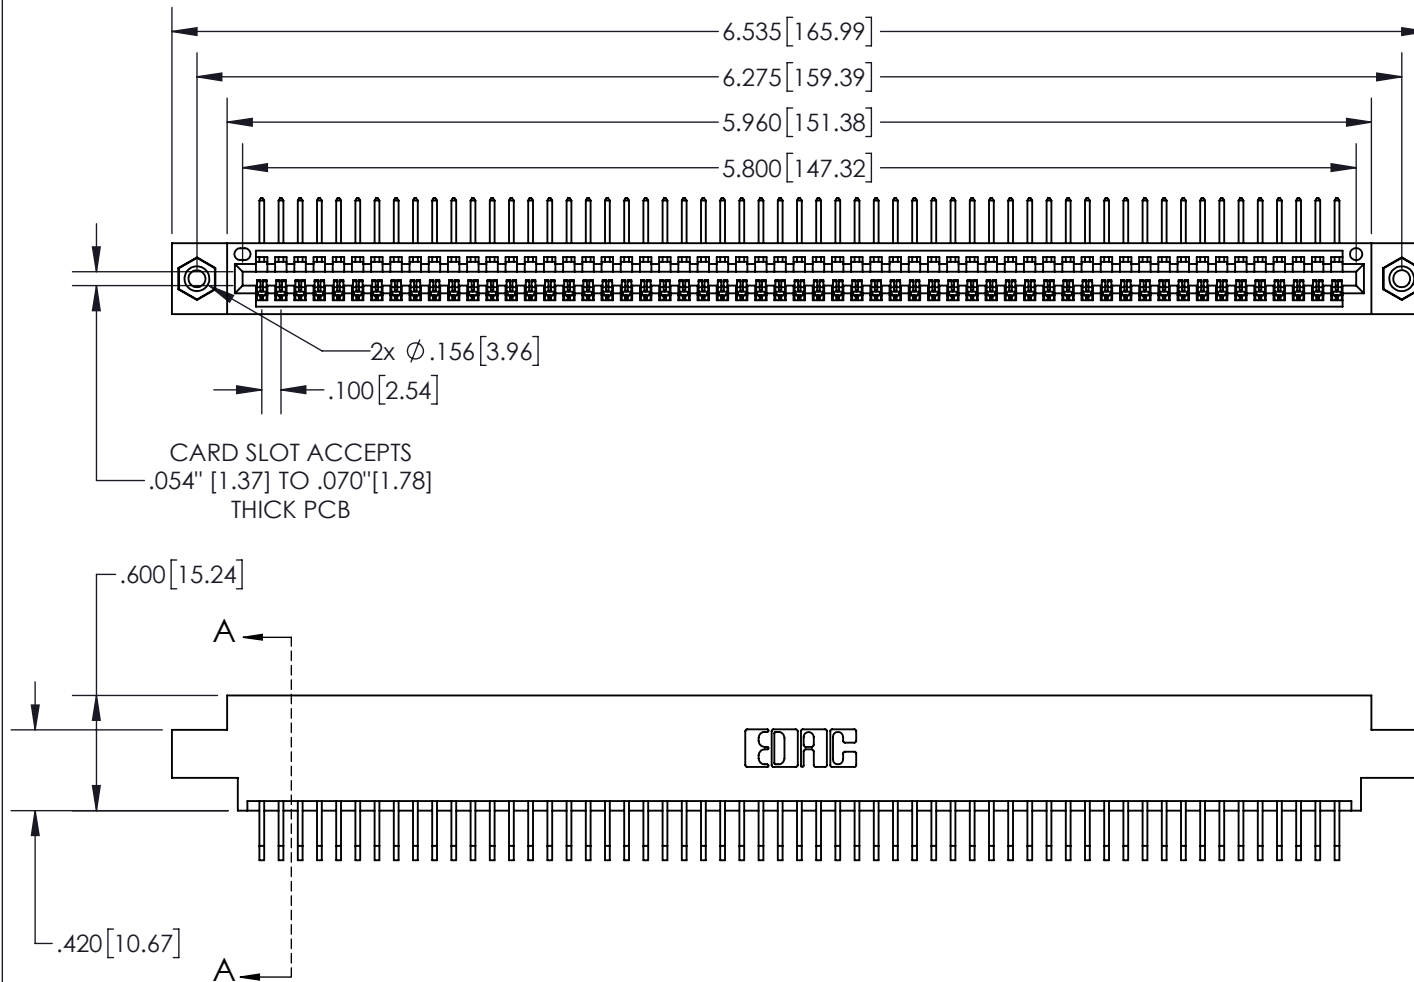 6.535[165.99]
6.275[159.39]
5.960[151.38]
5.800[147.32]
2x ∅.156[3.96]
.100[2.54]
CARD SLOT ACCEPTS
.054" [1.37] TO .070"[1.78]
THICK PCB
.600[15.24]
A
EDAC
.420[10.67]
A